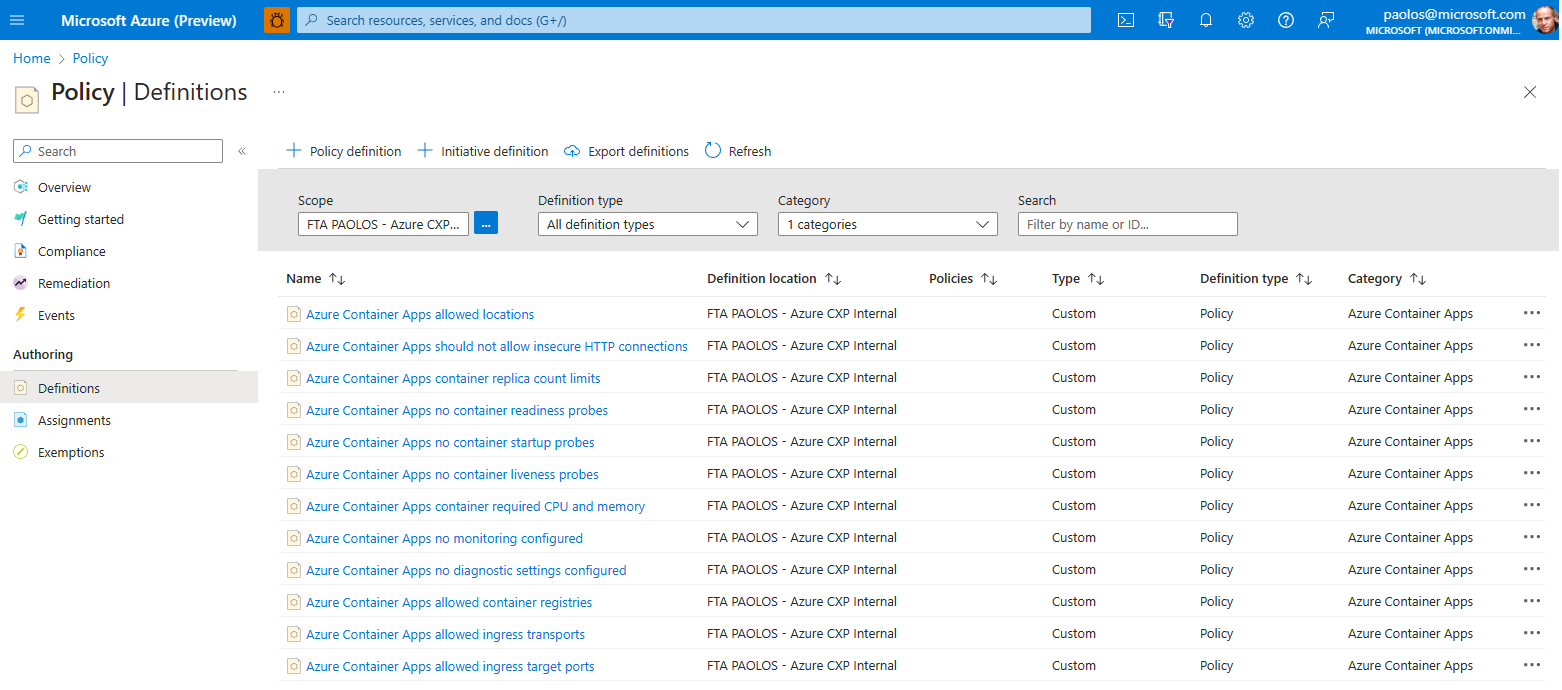 Microsoft Azure (Preview)
Search resources, services, and docs (G+/)
paolos@microsoft.com
MICROSOFT (MICROSOFT.ONMI...
Home > Policy
Policy | Definitions ...
Search «
Overview
Getting started
Compliance
Remediation
Events
Authoring
Definitions
Assignments
Exemptions
+ Policy definition + Initiative definition Export definitions Refresh
Scope Definition type Category Search
FTA PAOLOS - Azure CXP... ... All definition types 1 categories Filter by name or ID...
Name ↑↓ Definition location ↑↓ Policies ↑↓ Type ↑↓ Definition type ↑↓ Category ↑↓
Azure Container Apps allowed locations FTA PAOLOS - Azure CXP Internal Custom Policy Azure Container Apps ...
Azure Container Apps should not allow insecure HTTP connections FTA PAOLOS - Azure CXP Internal Custom Policy Azure Container Apps ...
Azure Container Apps container replica count limits FTA PAOLOS - Azure CXP Internal Custom Policy Azure Container Apps ...
Azure Container Apps no container readiness probes FTA PAOLOS - Azure CXP Internal Custom Policy Azure Container Apps ...
Azure Container Apps no container startup probes FTA PAOLOS - Azure CXP Internal Custom Policy Azure Container Apps ...
Azure Container Apps no container liveness probes FTA PAOLOS - Azure CXP Internal Custom Policy Azure Container Apps ...
Azure Container Apps container required CPU and memory FTA PAOLOS - Azure CXP Internal Custom Policy Azure Container Apps ...
Azure Container Apps no monitoring configured FTA PAOLOS - Azure CXP Internal Custom Policy Azure Container Apps ...
Azure Container Apps no diagnostic settings configured FTA PAOLOS - Azure CXP Internal Custom Policy Azure Container Apps ...
Azure Container Apps allowed container registries FTA PAOLOS - Azure CXP Internal Custom Policy Azure Container Apps ...
Azure Container Apps allowed ingress transports FTA PAOLOS - Azure CXP Internal Custom Policy Azure Container Apps ...
Azure Container Apps allowed ingress target ports FTA PAOLOS - Azure CXP Internal Custom Policy Azure Container Apps ...